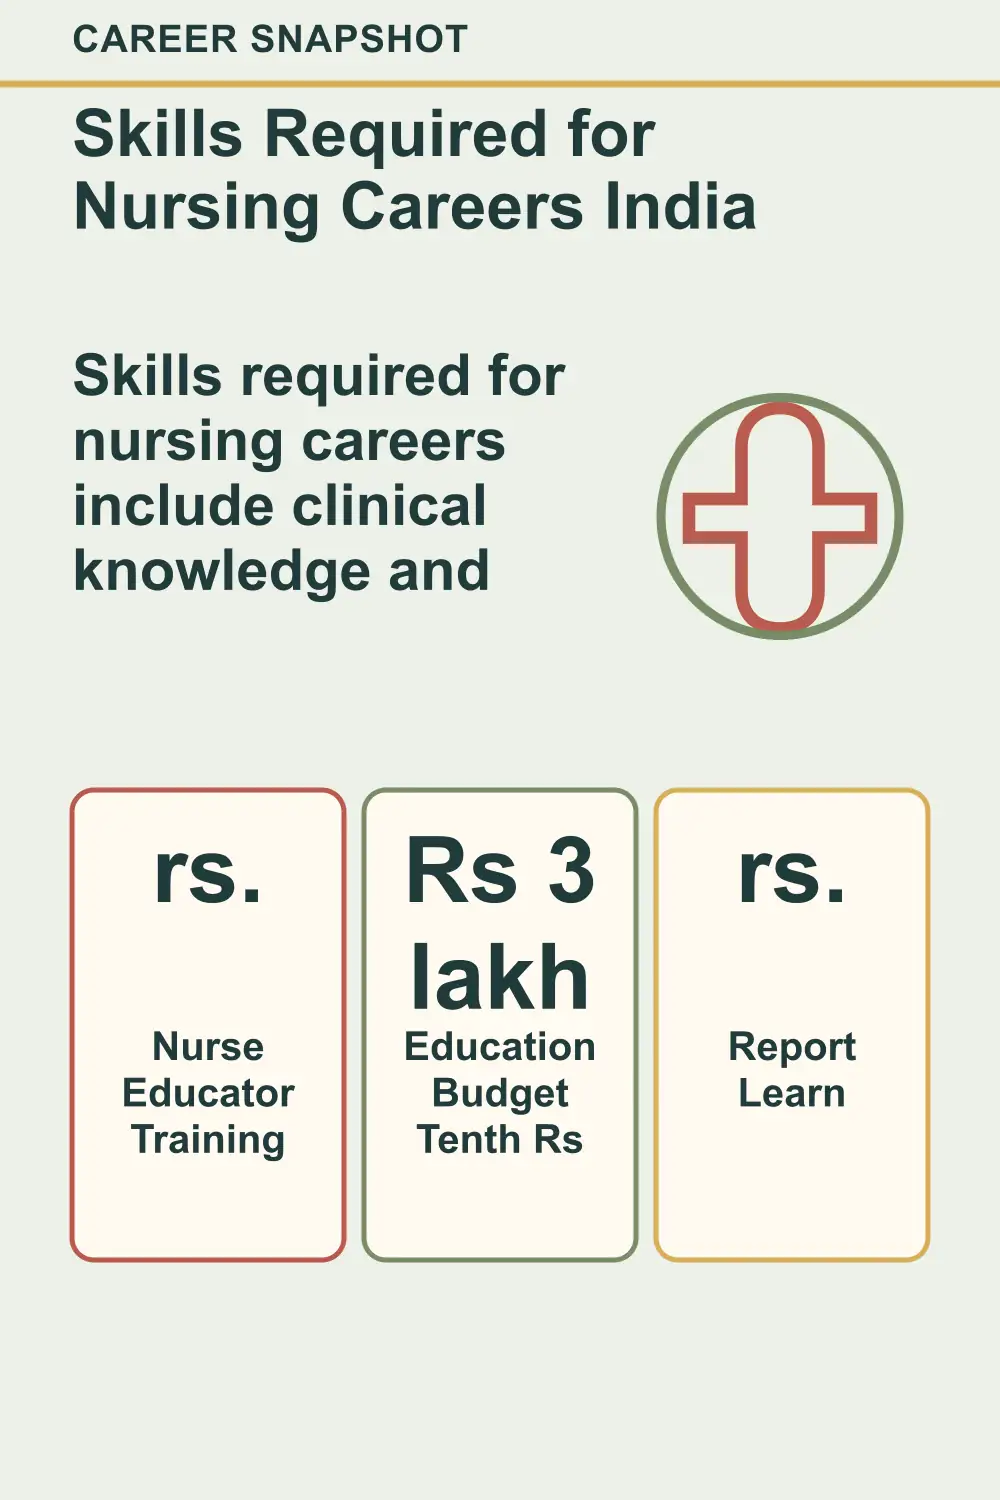 CAREER SNAPSHOT
Skills Required for
Nursing Careers India
Skills required for
nursing careers
include clinical
knowledge and
rs.
Nurse
Educator
Training
Rs 3
lakh
Education
Budget
Tenth Rs
rs.
Report
Learn